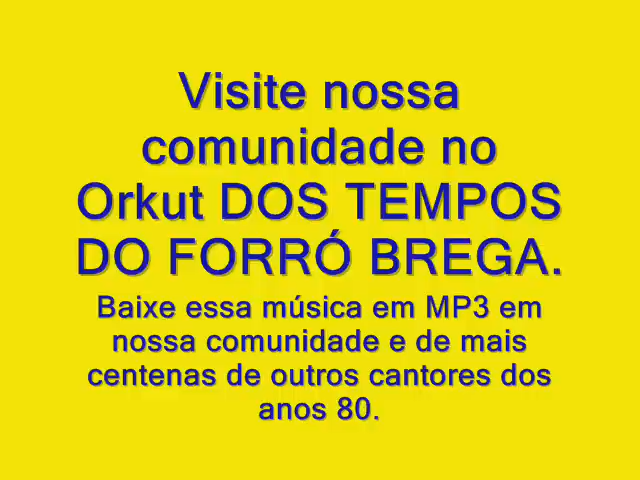 Visite nossa
comunidade no
Orkut DOS TEMPOS
DO FORRÓ BREGA.
Baixe essa música em MP3 em
nossa comunidade e de mais
centenas de outros cantores dos
anos 80.